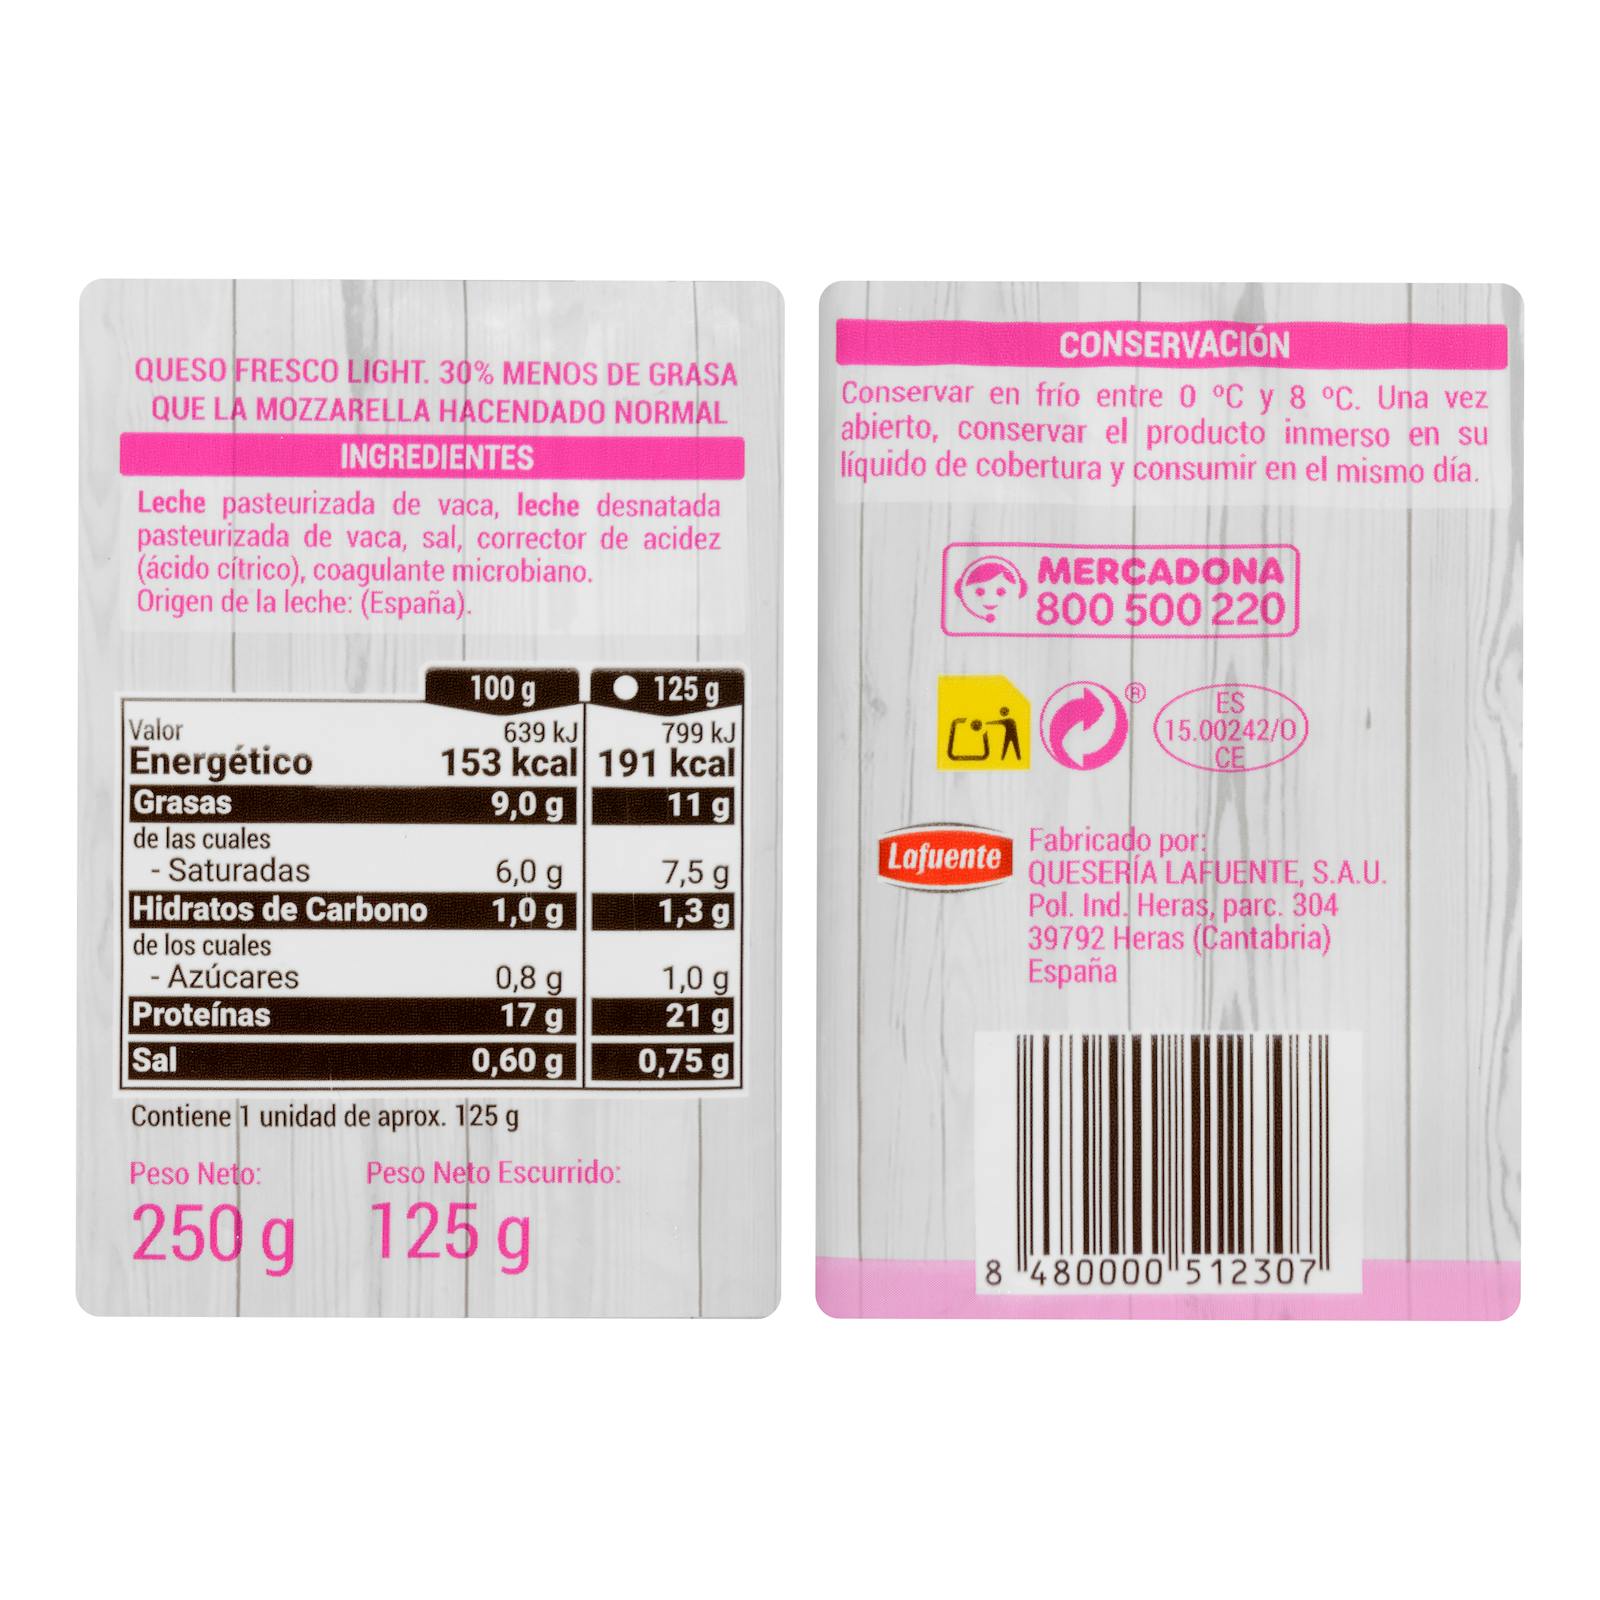 QUESO FRESCO LIGHT. 30% MENOS DE GRASA
QUE LA MOZZARELLA HACENDADO NORMAL
INGREDIENTES
Leche pasteurizada de vaca, leche desnatada
pasteurizada de vaca, sal, corrector de acidez
(ácido cítrico), coagulante microbiano.
Origen de la leche: (España).
100 g 125 g
Valor 639 kJ 799 kJ
Energético 153 kcal 191 kcal
Grasas 9,0 g 11 g
de las cuales
- Saturadas 6,0 g 7,5 g
Hidratos de Carbono 1,0 g 1,3 g
de los cuales
- Azúcares 0,8 g 1,0 g
Proteínas 17 g 21 g
Sal 0,60 g 0,75 g
Contiene 1 unidad de aprox. 125 g
Peso Neto: Peso Neto Escurrido:
250 g 125 g
CONSERVACIÓN
Conservar en frío entre 0 ºC y 8 ºC. Una vez
abierto, conservar el producto inmerso en su
líquido de cobertura y consumir en el mismo día.
MERCADONA
800 500 220
®
ES
15.00242/O
CE
Lafuente
Fabricado por:
QUESERÍA LAFUENTE, S.A.U.
Pol. Ind. Heras, parc. 304
39792 Heras (Cantabria)
España
8 480000 512307